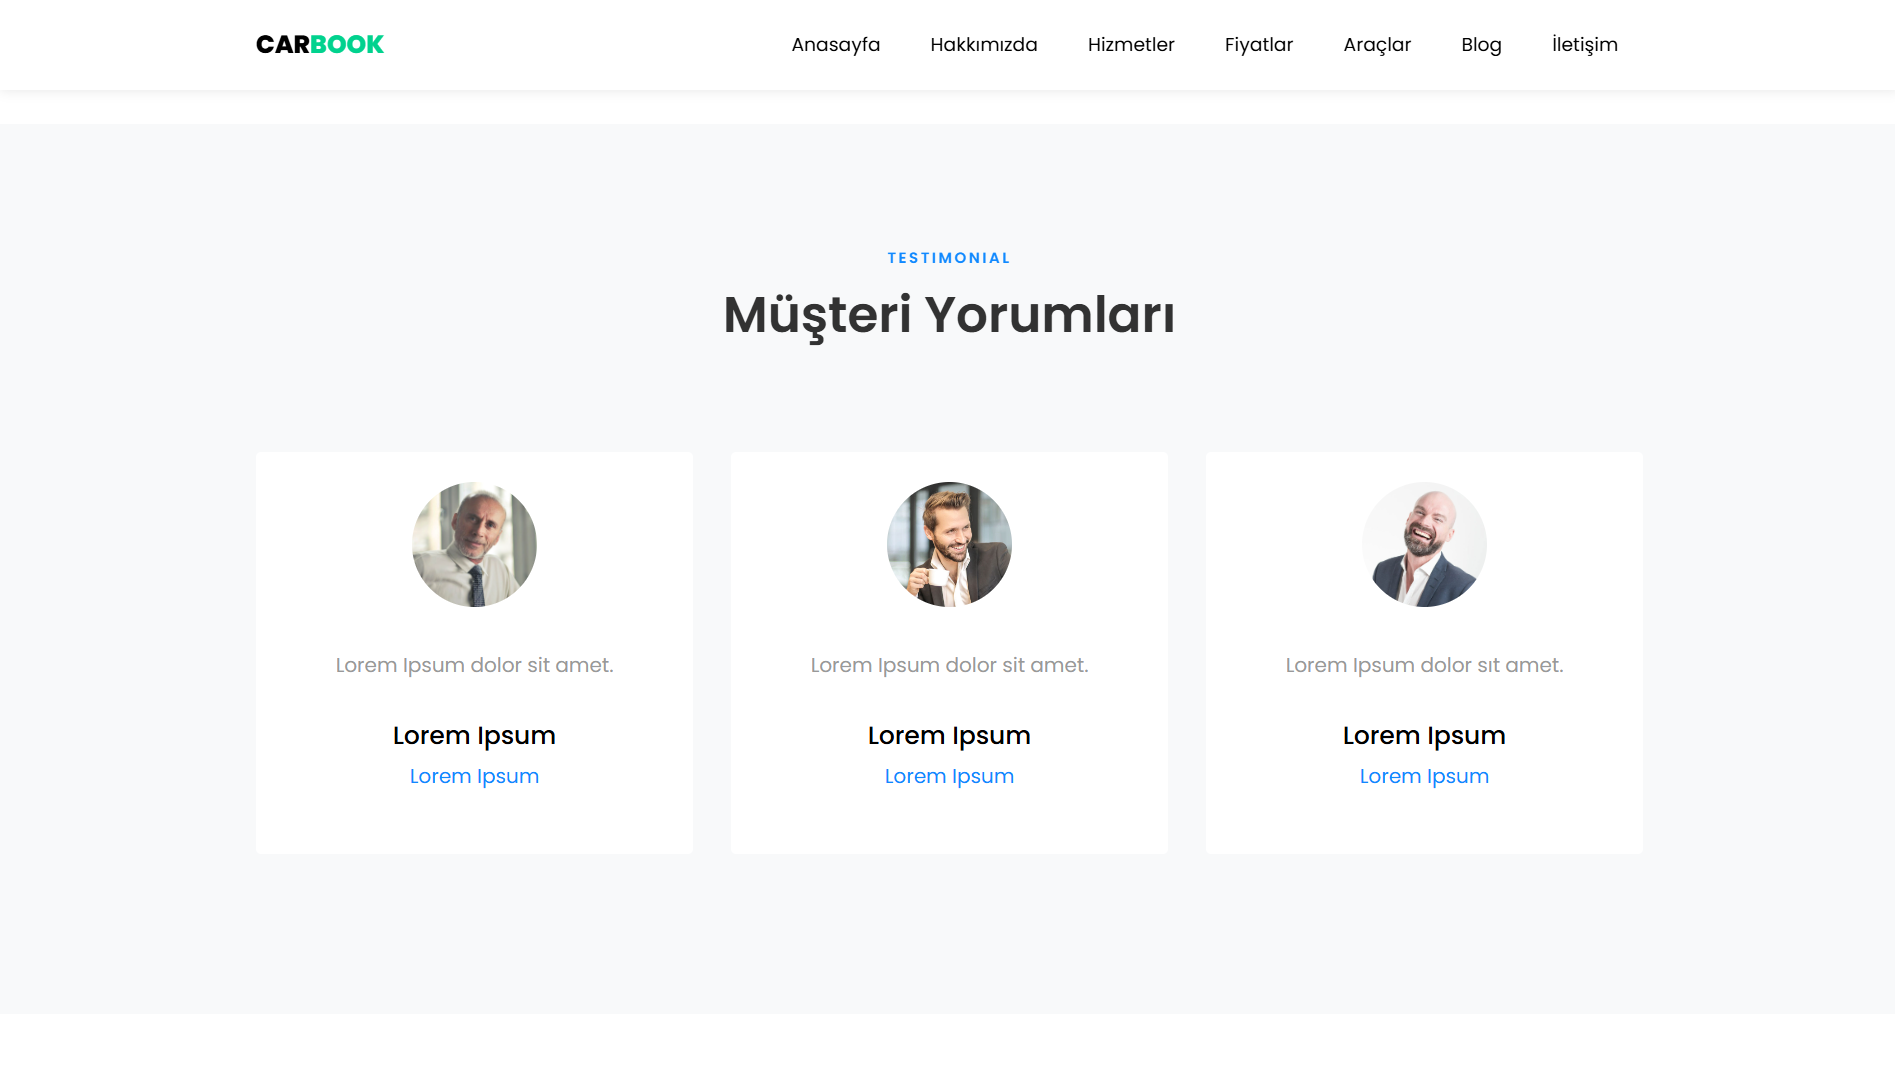 CARBOOK Anasayfa Hakkımızda Hizmetler Fiyatlar Araçlar Blog İletişim
TESTIMONIAL
Müşteri Yorumları
Lorem Ipsum dolor sit amet.
Lorem Ipsum
Lorem Ipsum
Lorem Ipsum dolor sit amet.
Lorem Ipsum
Lorem Ipsum
Lorem Ipsum dolor sıt amet.
Lorem Ipsum
Lorem Ipsum